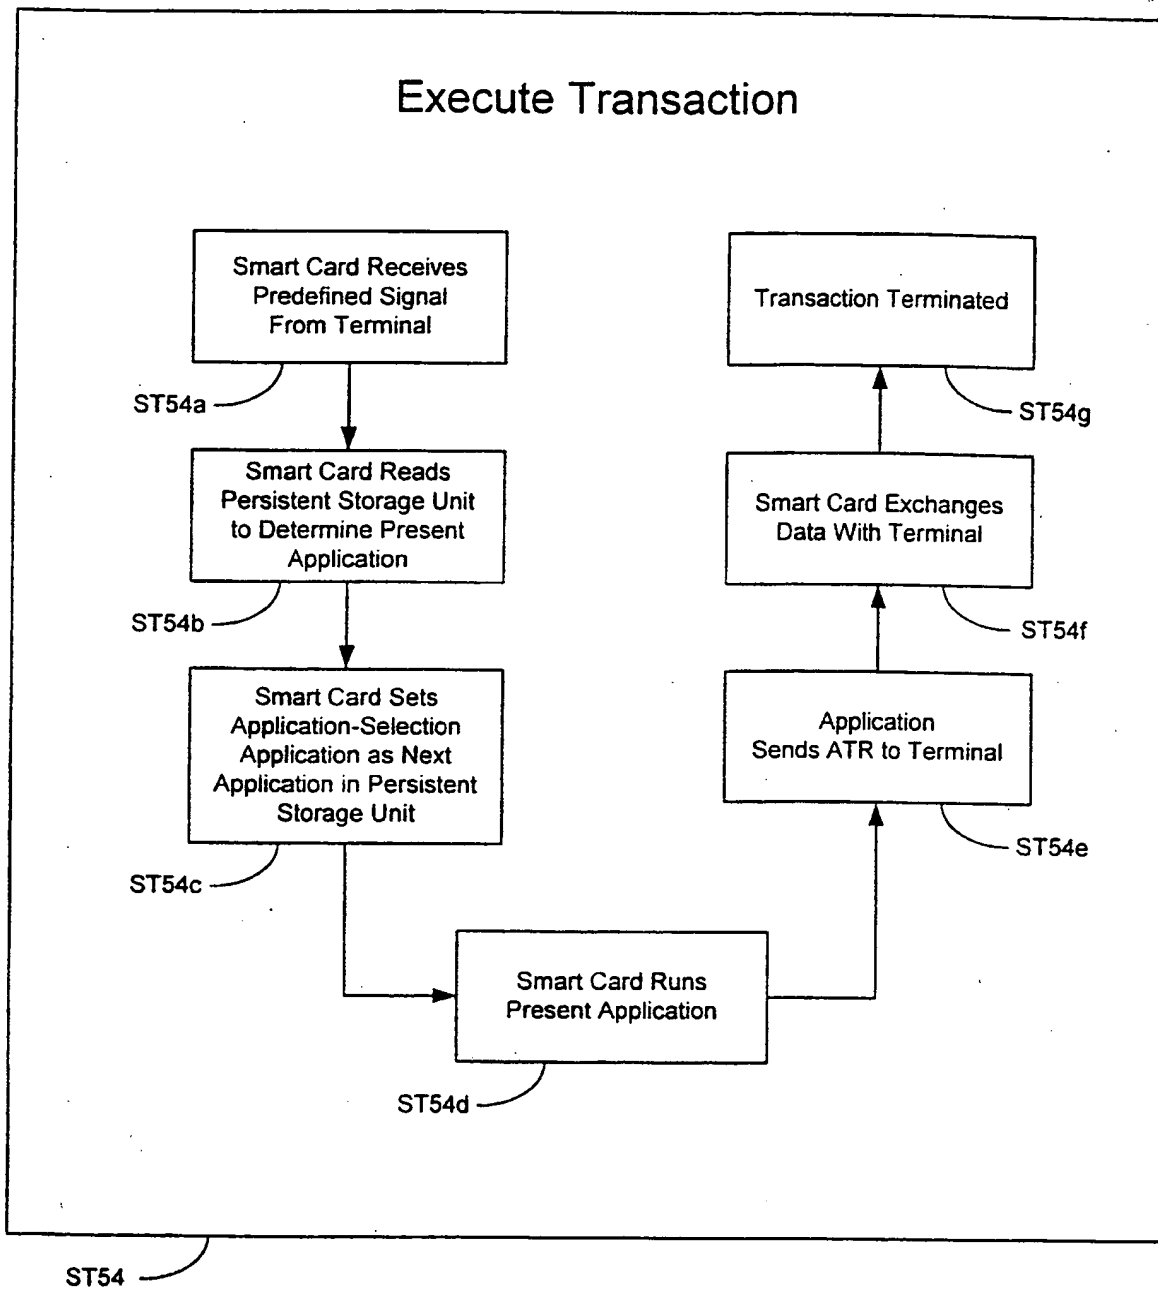 Execute Transaction
Smart Card Receives
Predefined Signal
From Terminal
ST54a
Smart Card Reads
Persistent Storage Unit
to Determine Present
Application
ST54b
Smart Card Sets
Application-Selection
Application as Next
Application in Persistent
Storage Unit
ST54c
Smart Card Runs
Present Application
ST54d
Application
Sends ATR to Terminal
ST54e
Smart Card Exchanges
Data With Terminal
ST54f
Transaction Terminated
ST54g
ST54